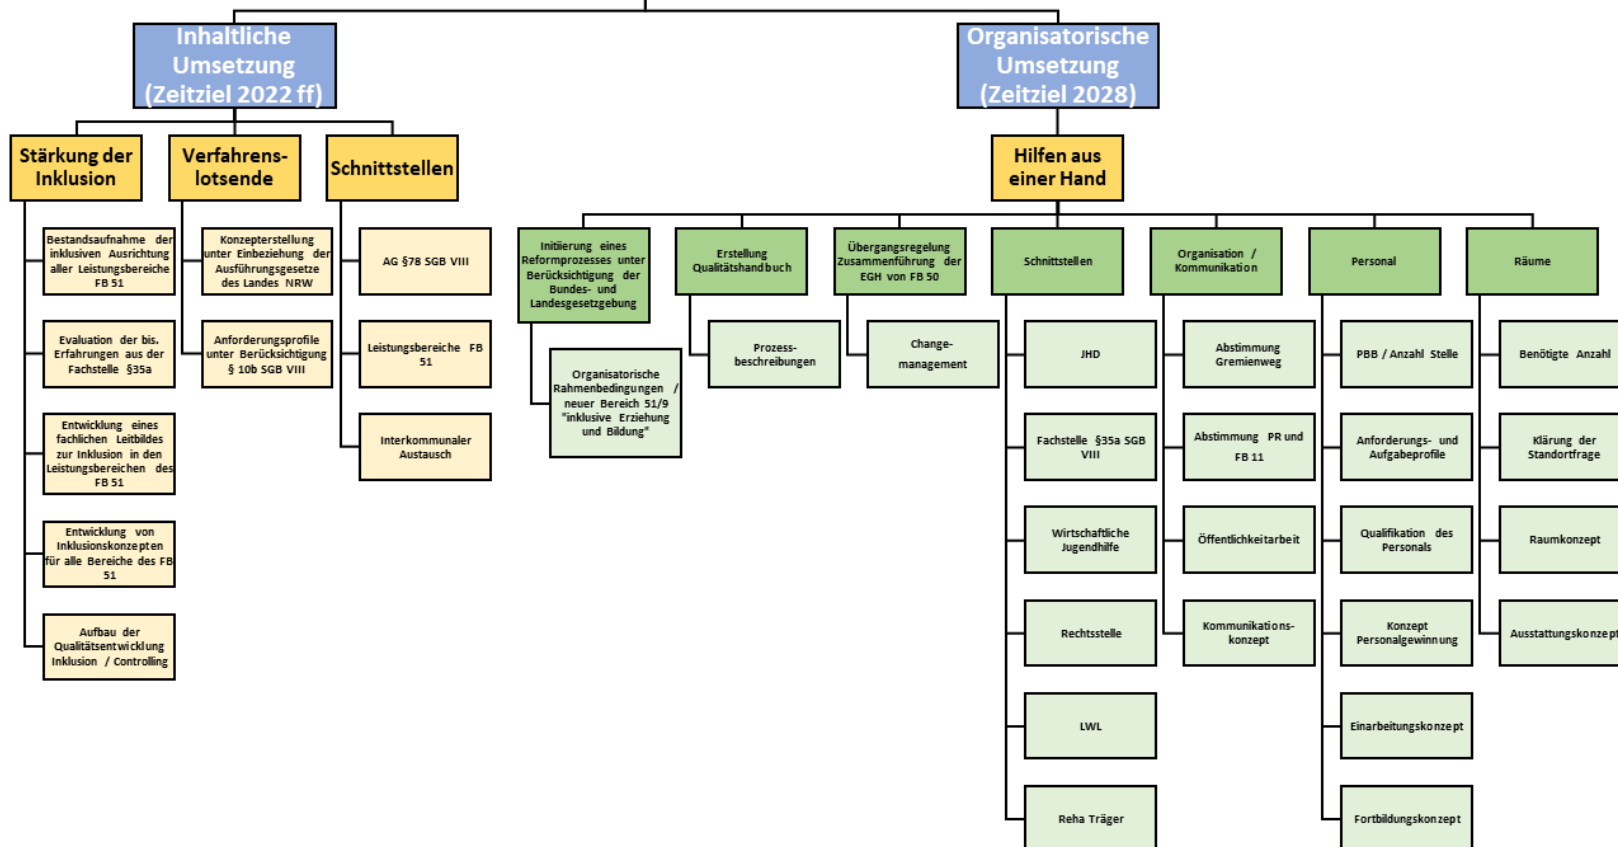 Inhaltliche
Umsetzung
(Zeitziel 2022 ff)
Organisatorische
Umsetzung
(Zeitziel 2028)
Stärkung der
Inklusion
Verfahrens-
lotsende
Schnittstellen
Hilfen aus
einer Hand
Bestandsaufnahme der
inklusiven Ausrichtung
aller Leistungsbereiche
FB 51
Evaluation der bis.
Erfahrungen aus der
Fachstelle §35a
Entwicklung eines
fachlichen Leitbildes
zur Inklusion in den
Leistungsbereichen des
FB 51
Entwicklung von
Inklusionskonzepten
für alle Bereiche des FB
51
Aufbau der
Qualitätsentwicklung
Inklusion / Controlling
Konzepterstellung
unter Einbeziehung der
Ausführungsgesetze
des Landes NRW
Anforderungsprofile
unter Berücksichtigung
§ 10b SGB VIII
AG §78 SGB VIII
Leistungsbereiche FB
51
Interkommunaler
Austausch
Initiierung eines
Reformprozesses unter
Berücksichtigung der
Bundes- und
Landesgesetzgebung
Organisatorische
Rahmenbedingungen /
neuer Bereich 51/9
"inklusive Erziehung
und Bildung"
Erstellung
Qualitätshandbuch
Prozess-
beschreibungen
Übergangsregelung
Zusammenführung der
EGH von FB 50
Change-
management
Schnittstellen
JHD
Fachstelle §35a SGB
VIII
Wirtschaftliche
Jugendhilfe
Rechtsstelle
LWL
Reha Träger
Organisation /
Kommunikation
Abstimmung
Gremienweg
Abstimmung PR und
FB 11
Öffentlichkeitarbeit
Kommunikations-
konzept
Personal
PBB / Anzahl Stelle
Anforderungs- und
Aufgabeprofile
Qualifikation des
Personals
Konzept
Personalgewinnung
Einarbeitungskonzept
Fortbildungskonzept
Räume
Benötigte Anzahl
Klärung der
Standortfrage
Raumkonzept
Ausstattungskonzept